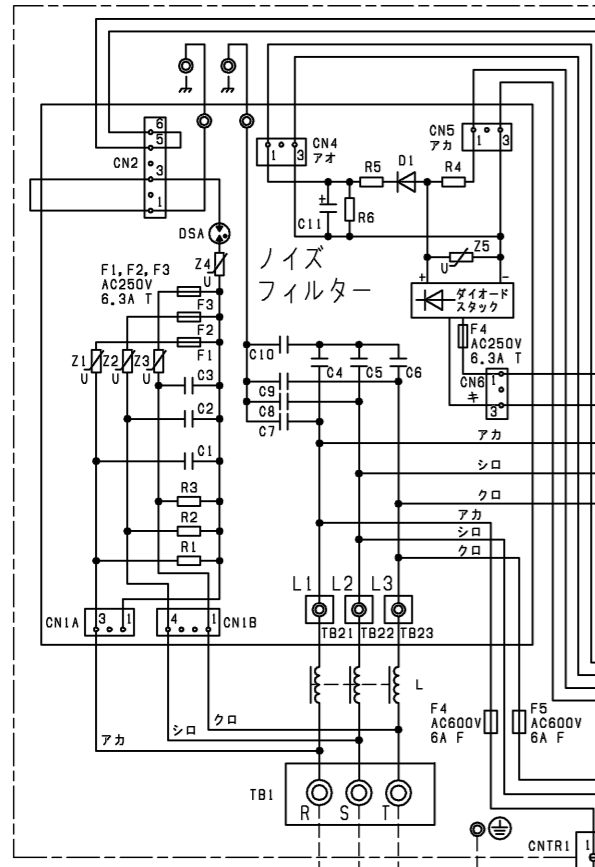 6
5
CN2
3
1
CN4
アオ
1 3
CN5
アカ
1 3
R5 D1 R4
+
C11
R6
DSA
Z4
U
Z5
U
ノイズ
フィルター
+ -
ダイオード
スタック
F1,F2,F3
AC250V
6.3A T
F3
F2
F1
F4
AC250V
6.3A T
Z1 Z2 Z3
U U U
C10
C4 C5 C6
CN6
キ
1
3
C3
C9
C2
C8
C7
C1
アカ
シロ
クロ
R3
R2
R1
アカ
シロ
クロ
L1 L2 L3
TB21 TB22 TB23
CN1A
3 1
4 1
CN1B
L
F4
AC600V
6A F
F5
AC600V
6A F
アカ
シロ
クロ
TB1
R S T
CNTR1
1